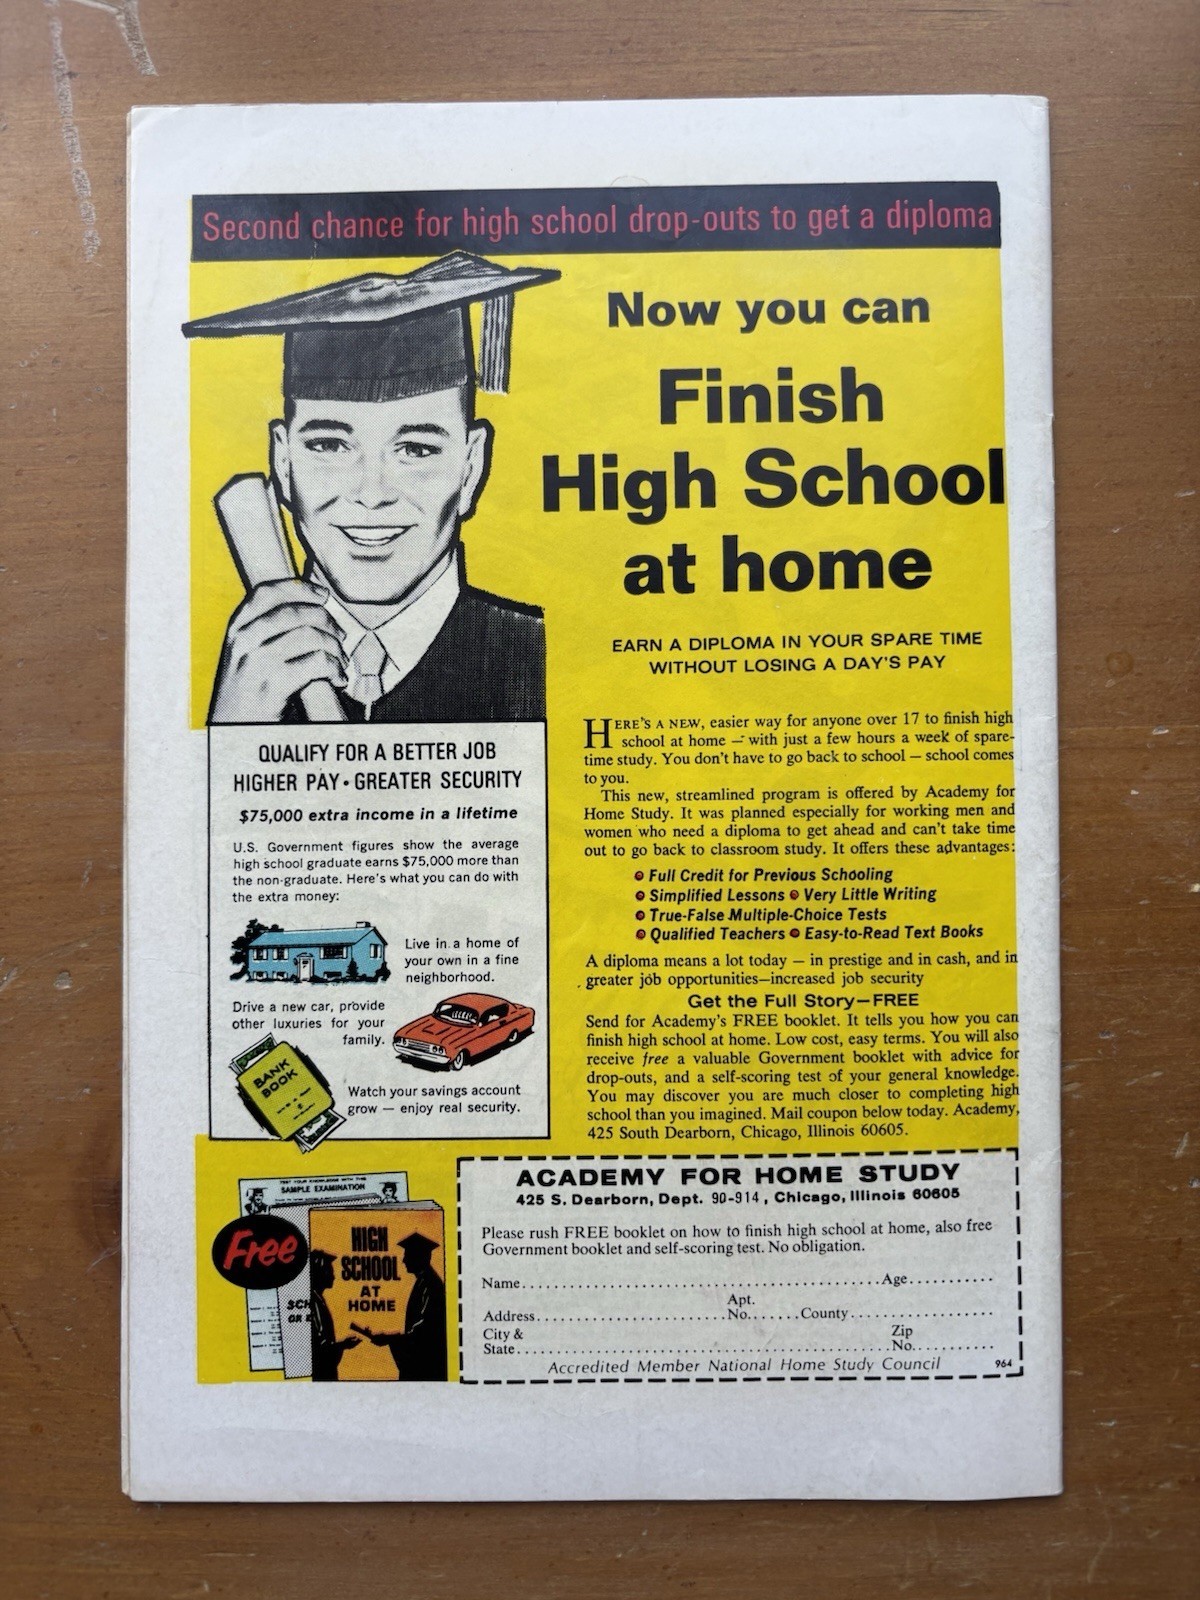 Second chance for high school drop-outs to get a diploma
Now you can
Finish
High School
at home
EARN A DIPLOMA IN YOUR SPARE TIME
WITHOUT LOSING A DAY'S PAY
HERE'S A NEW, easier way for anyone over 17 to finish high
school at home — with just a few hours a week of spare-
time study. You don't have to go back to school — school comes
to you.
This new, streamlined program is offered by Academy for
Home Study. It was planned especially for working men and
women who need a diploma to get ahead and can't take time
out to go back to classroom study. It offers these advantages:
• Full Credit for Previous Schooling
• Simplified Lessons • Very Little Writing
• True-False Multiple-Choice Tests
• Qualified Teachers • Easy-to-Read Text Books
A diploma means a lot today — in prestige and in cash, and in
greater job opportunities—increased job security
Get the Full Story—FREE
Send for Academy's FREE booklet. It tells you how you can
finish high school at home. Low cost, easy terms. You will also
receive free a valuable Government booklet with advice for
drop-outs, and a self-scoring test of your general knowledge.
You may discover you are much closer to completing high
school than you imagined. Mail coupon below today. Academy,
425 South Dearborn, Chicago, Illinois 60605.
QUALIFY FOR A BETTER JOB
HIGHER PAY • GREATER SECURITY
$75,000 extra income in a lifetime
U.S. Government figures show the average
high school graduate earns $75,000 more than
the non-graduate. Here's what you can do with
the extra money:
Live in a home of
your own in a fine
neighborhood.
Drive a new car, provide
other luxuries for your
family.
BANK
BOOK
Watch your savings account
grow — enjoy real security.
TEST YOUR KNOWLEDGE WITH THIS
SAMPLE EXAMINATION
Free
HIGH
SCHOOL
AT
HOME
SCH
OR E
ACADEMY FOR HOME STUDY
425 S. Dearborn, Dept. 90-914, Chicago, Illinois 60605
Please rush FREE booklet on how to finish high school at home, also free
Government booklet and self-scoring test. No obligation.
Name.............................................Age...........
Apt.
Address........................No.......County..................
City & Zip
State................................................No...........
Accredited Member National Home Study Council 964